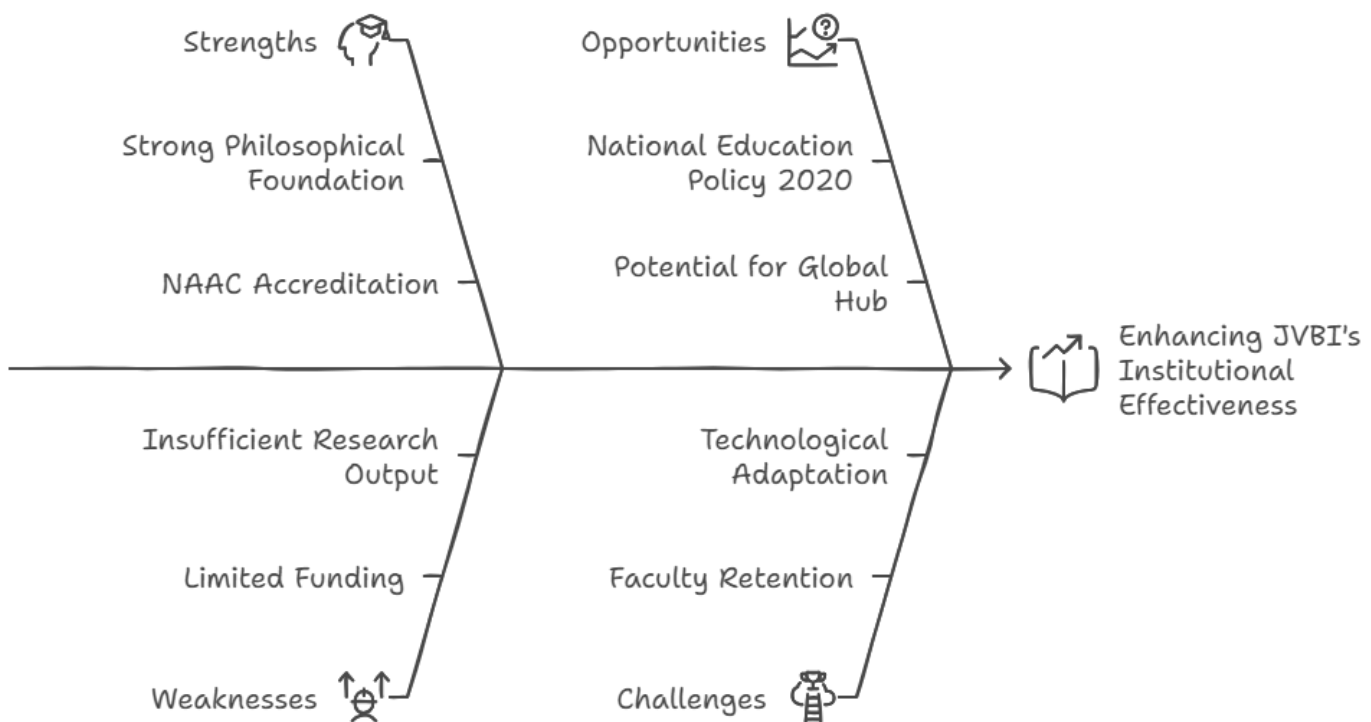 Strengths
Strong Philosophical
Foundation
NAAC Accreditation
Opportunities
National Education
Policy 2020
Potential for Global
Hub
Insufficient Research
Output
Limited Funding
Weaknesses
Technological
Adaptation
Faculty Retention
Challenges
Enhancing JVBI's
Institutional
Effectiveness